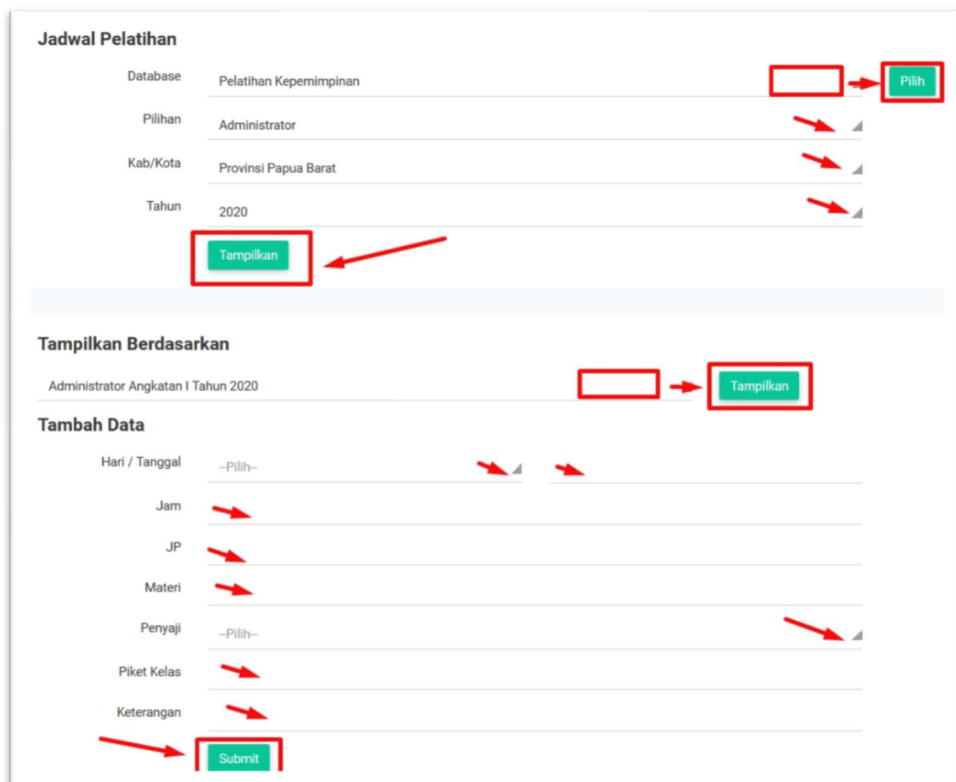 Jadwal Pelatihan
Database Pelatihan Kepemimpinan Pilih
Pilihan Administrator
Kab/Kota Provinsi Papua Barat
Tahun 2020
Tampilkan
Tampilkan Berdasarkan
Administrator Angkatan I Tahun 2020 Tampilkan
Tambah Data
Hari / Tanggal --Pilih--
Jam
JP
Materi
Penyaji --Pilih--
Piket Kelas
Keterangan
Submit